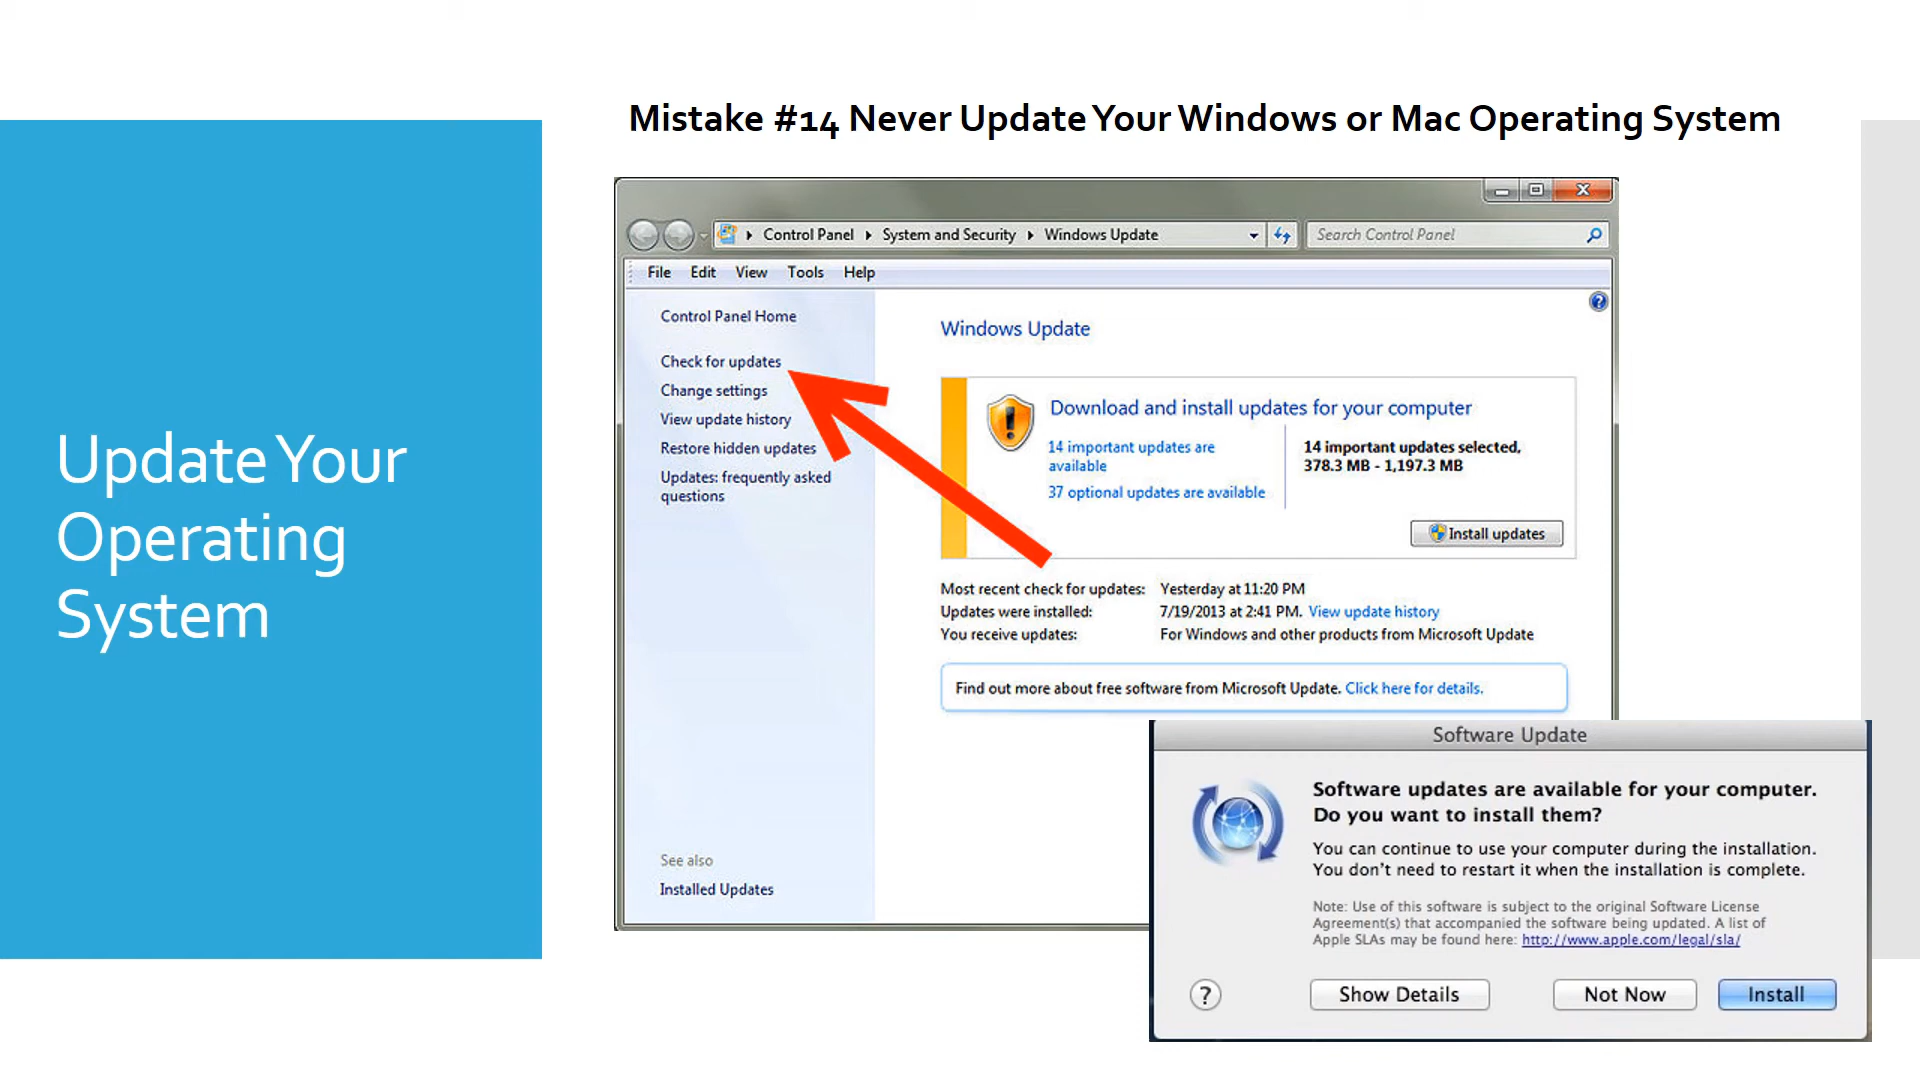 Mistake #14 Never Update Your Windows or Mac Operating System
Update Your
Operating
System
Control Panel
System and Security
Windows Update
Search Control Panel
File
Edit
View
Tools
Help
Control Panel Home
Check for updates
Change settings
View update history
Restore hidden updates
Updates: frequently asked
questions
See also
Installed Updates
Windows Update
Download and install updates for your computer
14 important updates are
available
37 optional updates are available
14 important updates selected,
378.3 MB - 1,197.3 MB
Install updates
Most recent check for updates: Yesterday at 11:20 PM
Updates were installed: 7/19/2013 at 2:41 PM. View update history
You receive updates: For Windows and other products from Microsoft Update
Find out more about free software from Microsoft Update. Click here for details.
Software Update
Software updates are available for your computer.
Do you want to install them?
You can continue to use your computer during the installation.
You don't need to restart it when the installation is complete.
Note: Use of this software is subject to the original Software License
Agreement(s) that accompanied the software being updated. A list of
Apple SLAs may be found here: http://www.apple.com/legal/sla/
?
Show Details
Not Now
Install